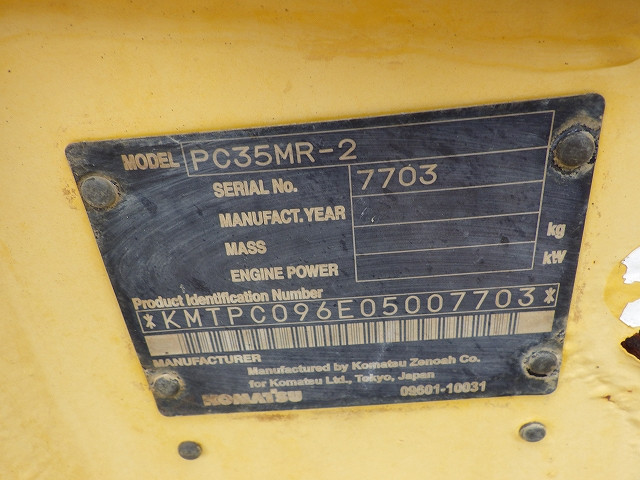 MODEL PC35MR-2
SERIAL No. 7703
MANUFACT.YEAR
MASS kg
ENGINE POWER kW
Product Identification Number
*KMTPC096E05007703*
MANUFACTURER
Manufactured by Komatsu Zenoah Co.
for Komatsu Ltd., Tokyo, Japan
KOMATSU 09601-10031